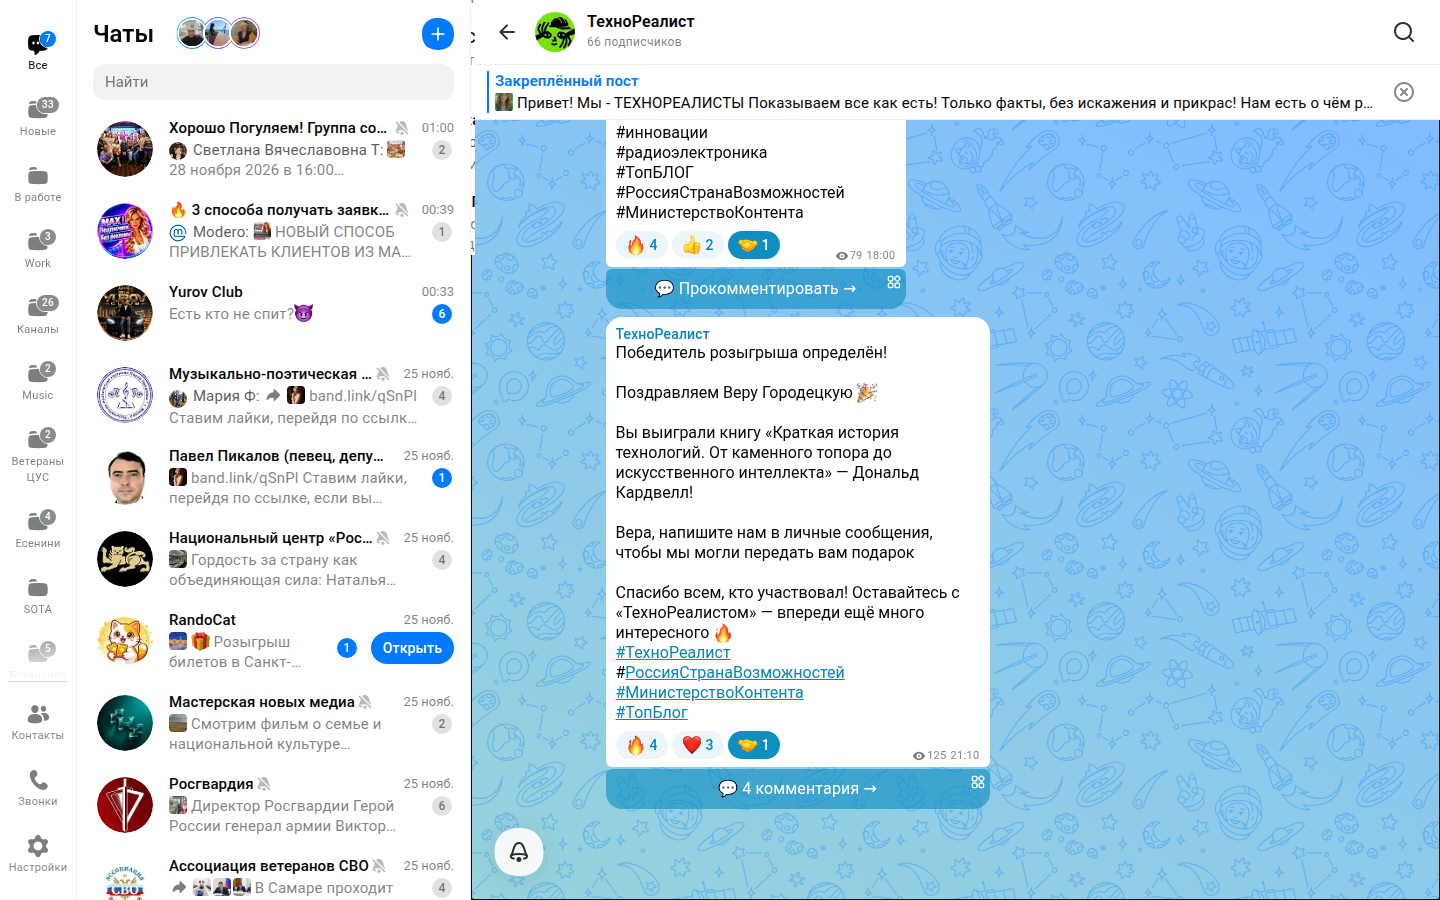 7
Все
33
Новые
В работе
3
Work
26
Каналы
2
Music
2
Ветераны
ЦУС
4
Есенини
SOTA
5
Контакты
Звонки
Настройки
Чаты
Найти
Хорошо Погуляем! Группа со... 01:00
Светлана Вячеславовна Т: 2
28 ноября 2026 в 16:00...
🔥 3 способа получать заявк... 00:39
Modero: НОВЫЙ СПОСОБ 1
ПРИВЛЕКАТЬ КЛИЕНТОВ ИЗ МА...
Yurov Club 00:33
Есть кто не спит?😈 6
Музыкально-поэтическая ... 25 нояб.
Мария Ф: band.link/qSnPl 4
Ставим лайки, перейдя по ссылк...
Павел Пикалов (певец, депу... 25 нояб.
band.link/qSnPl Ставим лайки, 1
перейдя по ссылке, если вы...
Национальный центр «Рос... 25 нояб.
Гордость за страну как 4
объединяющая сила: Наталья...
RandoCat 25 нояб.
🎁 Розыгрыш 1 Открыть
билетов в Санкт-...
Мастерская новых медиа 25 нояб.
Смотрим фильм о семье и 2
национальной культуре...
Росгвардия 25 нояб.
Директор Росгвардии Герой 6
России генерал армии Виктор...
Ассоциация ветеранов СВО 25 нояб.
В Самаре проходит 4
ТехноРеалист
66 подписчиков
Закреплённый пост
Привет! Мы - ТЕХНОРЕАЛИСТЫ Показываем все как есть! Только факты, без искажения и прикрас! Нам есть о чём р...
#инновации
#радиоэлектроника
#ТопБЛОГ
#РоссияСтранаВозможностей
#МинистерствоКонтента
🔥 4 👍 2 🤝 1 79 18:00
💬 Прокомментировать →
ТехноРеалист
Победитель розыгрыша определён!
Поздравляем Веру Городецкую 🎉
Вы выиграли книгу «Краткая история
технологий. От каменного топора до
искусственного интеллекта» — Дональд
Кардвелл!
Вера, напишите нам в личные сообщения,
чтобы мы могли передать вам подарок
Спасибо всем, кто участвовал! Оставайтесь с
«ТехноРеалистом» — впереди ещё много
интересного 🔥
#ТехноРеалист
#РоссияСтранаВозможностей
#МинистерствоКонтента
#ТопБлог
🔥 4 ❤️ 3 🤝 1 125 21:10
💬 4 комментария →